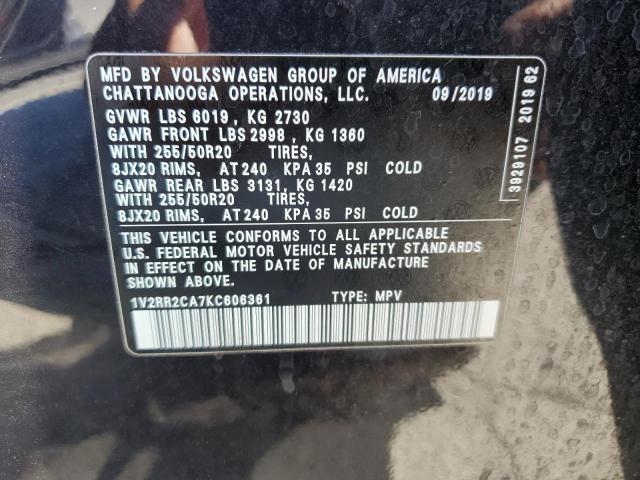 MFD BY VOLKSWAGEN GROUP OF AMERICA
CHATTANOOGA OPERATIONS, LLC. 09/2019
GVWR LBS 6019, KG 2730
GAWR FRONT LBS 2998, KG 1360
WITH 255/50R20 TIRES,
8JX20 RIMS, AT 240 KPA 35 PSI COLD
GAWR REAR LBS 3131, KG 1420
WITH 255/50R20 TIRES,
8JX20 RIMS, AT 240 KPA 35 PSI COLD
THIS VEHICLE CONFORMS TO ALL APPLICABLE
U.S. FEDERAL MOTOR VEHICLE SAFETY STANDARDS
IN EFFECT ON THE DATE OF MANUFACTURE
SHOWN ABOVE
1V2RR2CA7KC606361 TYPE: MPV
3929107 2019 62